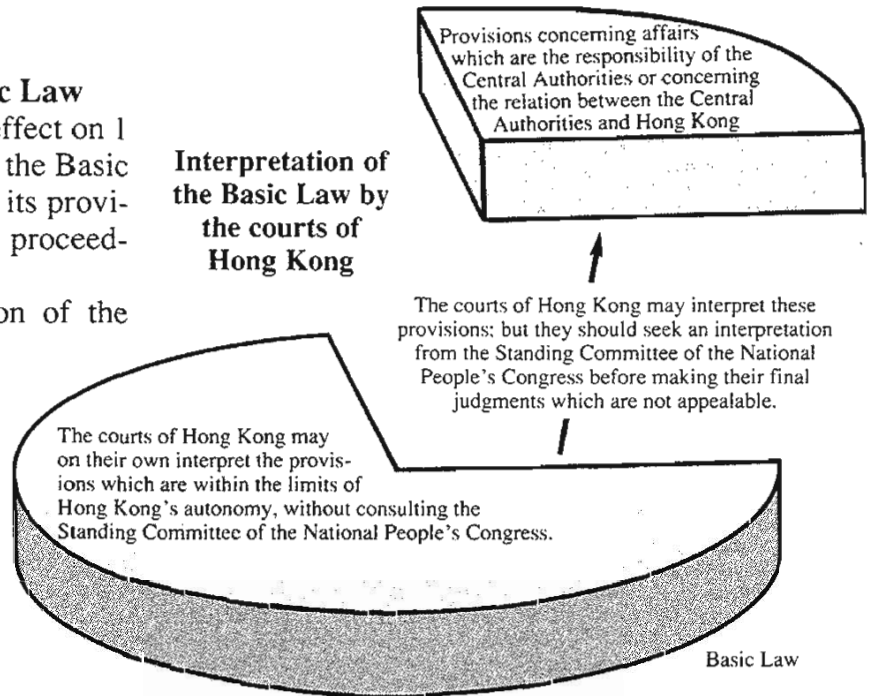 c Law
effect on 1
the Basic
its provi-
proceed-
on of the
Interpretation of
the Basic Law by
the courts of
Hong Kong
Provisions concerning affairs
which are the responsibility of the
Central Authorities or concerning
the relation between the Central
Authorities and Hong Kong
The courts of Hong Kong may interpret these
provisions; but they should seek an interpretation
from the Standing Committee of the National
People's Congress before making their final
judgments which are not appealable.
The courts of Hong Kong may
on their own interpret the provis-
ions which are within the limits of
Hong Kong's autonomy, without consulting the
Standing Committee of the National People's Congress.
Basic Law